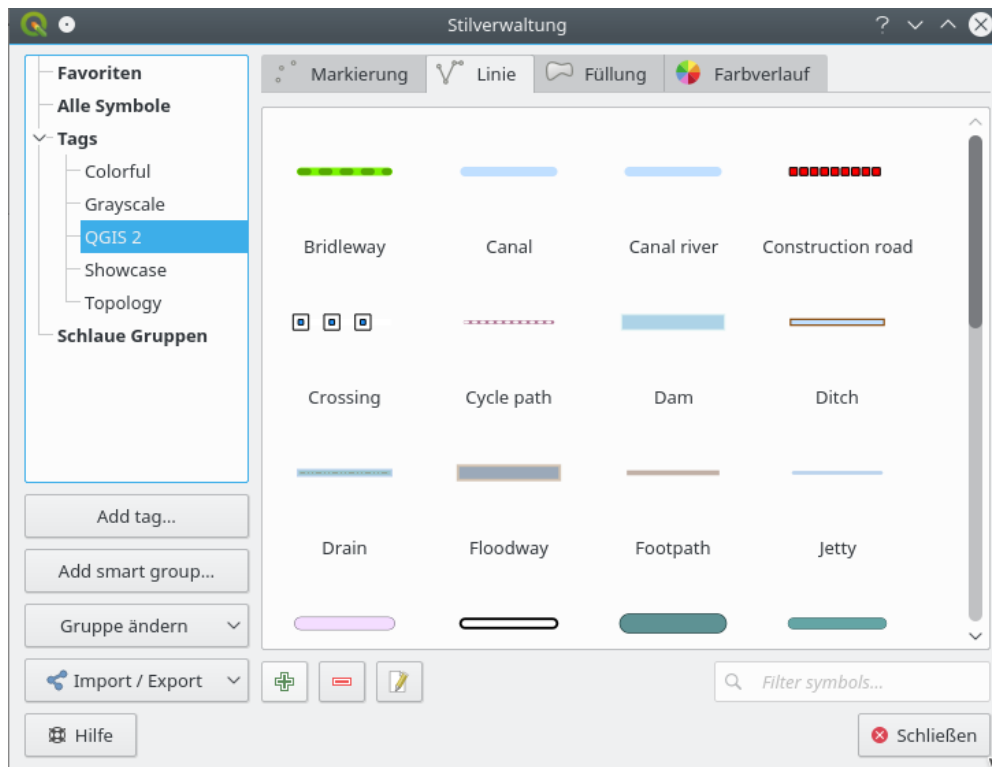 Stilverwaltung
Favoriten
Alle Symbole
Tags
Colorful
Grayscale
QGIS 2
Showcase
Topology
Schlaue Gruppen
Add tag...
Add smart group...
Gruppe ändern
Import / Export
Hilfe
Markierung
Linie
Füllung
Farbverlauf
Bridleway
Canal
Canal river
Construction road
Crossing
Cycle path
Dam
Ditch
Drain
Floodway
Footpath
Jetty
Filter symbols...
Schließen